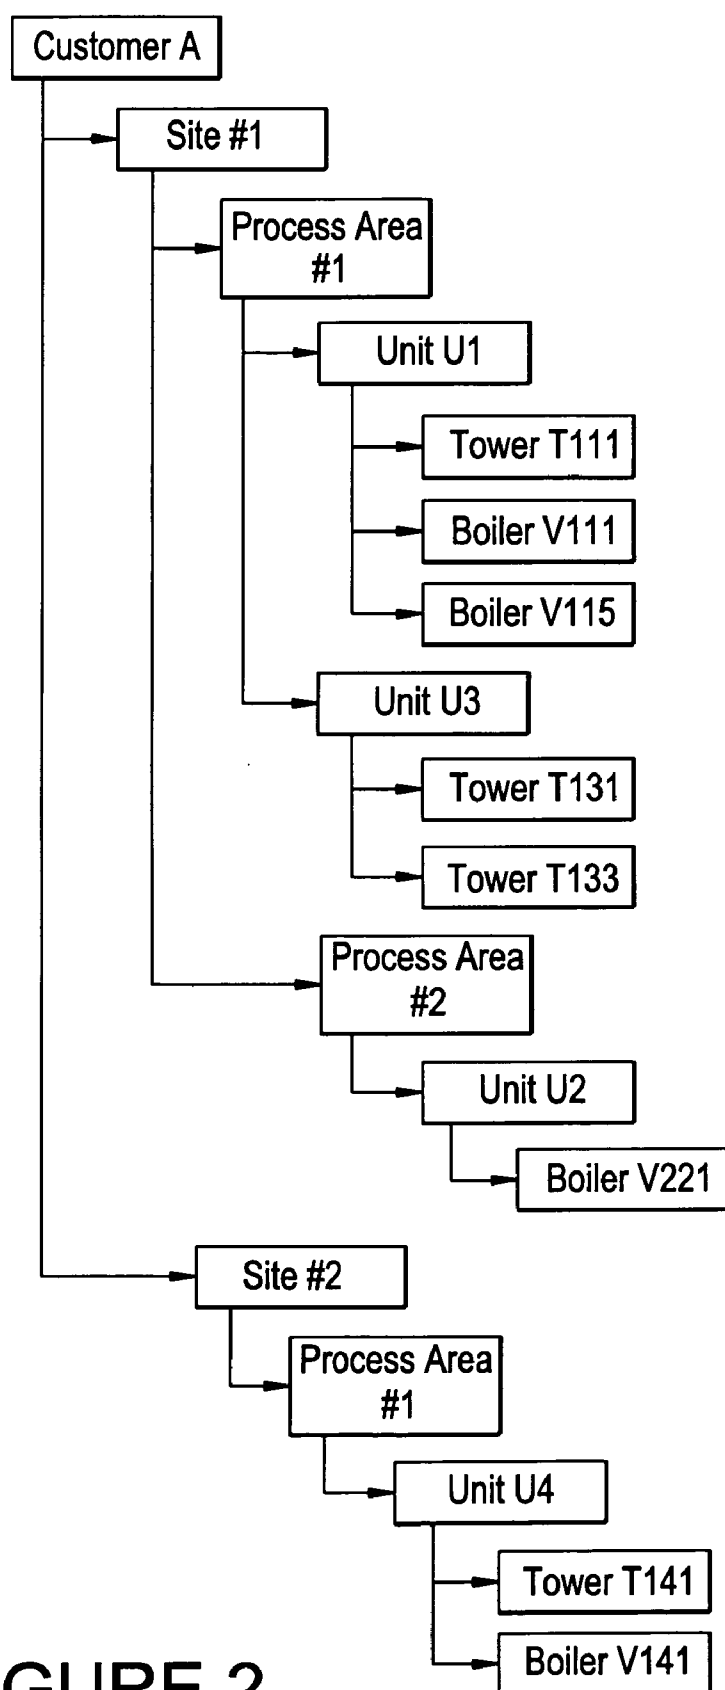 Customer A
Site #1
Process Area
#1
Unit U1
Tower T111
Boiler V111
Boiler V115
Unit U3
Tower T131
Tower T133
Process Area
#2
Unit U2
Boiler V221
Site #2
Process Area
#1
Unit U4
Tower T141
Boiler V141
GURE 2